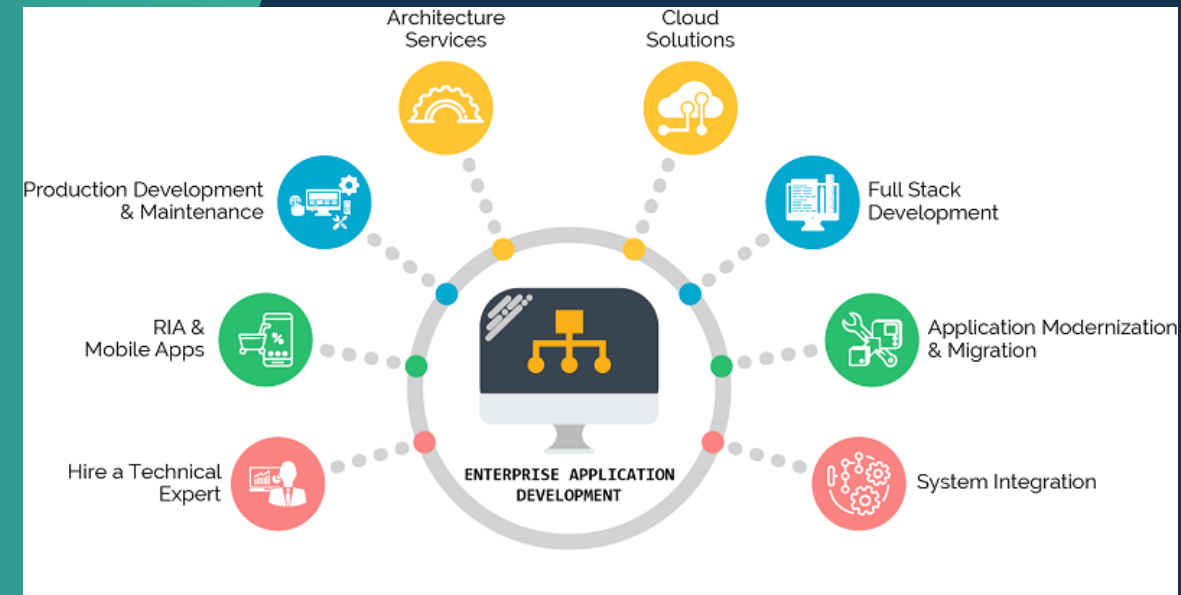 Architecture
Services
Cloud
Solutions
Production Development
& Maintenance
Full Stack
Development
RIA &
Mobile Apps
Application Modernization
& Migration
Hire a Technical
Expert
System Integration
ENTERPRISE APPLICATION
DEVELOPMENT
%